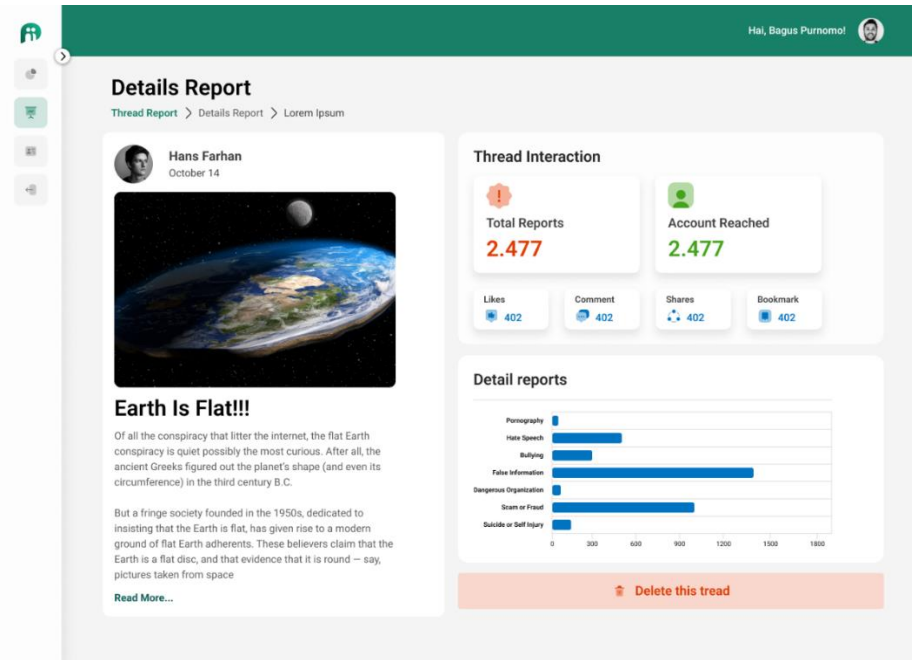 Hai, Bagus Purnomo!
Details Report
Thread Report > Details Report > Lorem Ipsum
Hans Farhan
October 14
Earth Is Flat!!!
Of all the conspiracy that litter the internet, the flat Earth
conspiracy is quiet possibly the most curious. After all, the
ancient Greeks figured out the planet's shape (and even its
circumference) in the third century B.C.
But a fringe society founded in the 1950s, dedicated to
insisting that the Earth is flat, has given rise to a modern
ground of flat Earth adherents. These believers claim that the
Earth is a flat disc, and that evidence that it is round — say,
pictures taken from space
Read More...
Thread Interaction
Total Reports
2.477
Account Reached
2.477
Likes
402
Comment
402
Shares
402
Bookmark
402
Detail reports
Pornography
Hate Speech
Bullying
False Information
Dangerous Organization
Scam or Fraud
Suicide or Self Injury
0 300 600 900 1200 1500 1800
Delete this tread